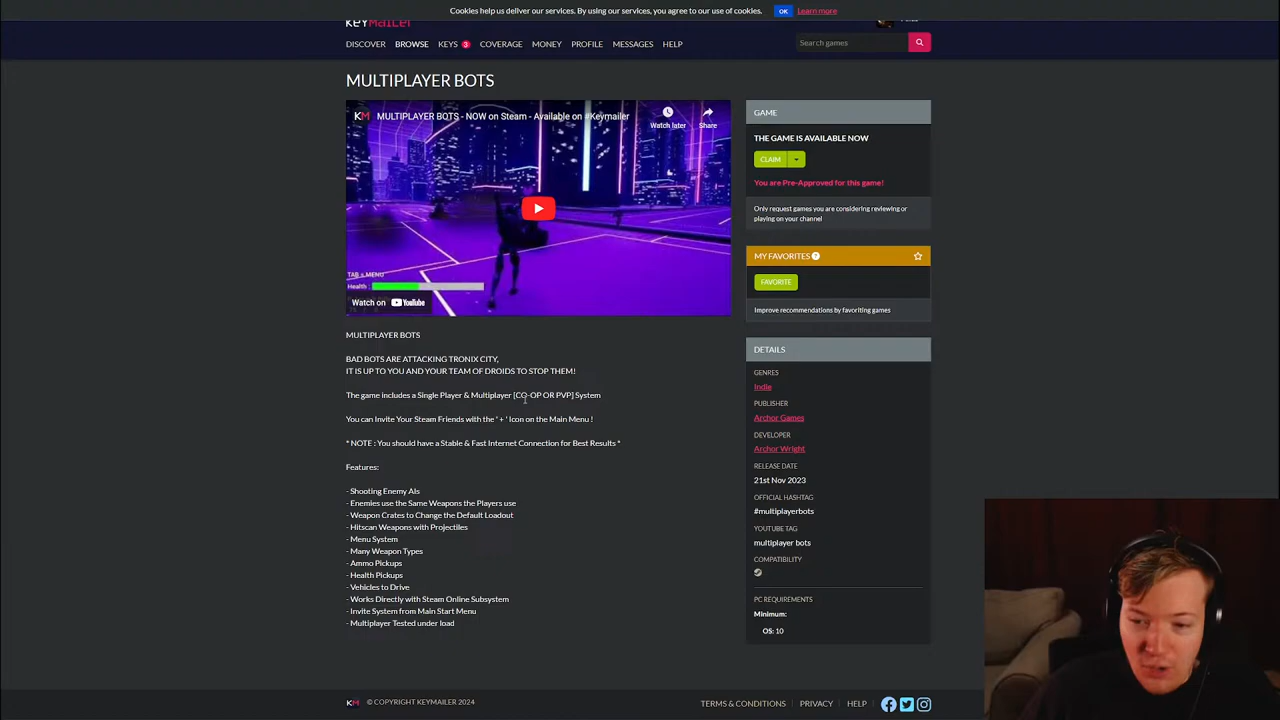 Cookies help us deliver our services. By using our services, you agree to our use of cookies. OK Learn more
KEYMAILER
DISCOVER BROWSE KEYS 3 COVERAGE MONEY PROFILE MESSAGES HELP
Search games
MULTIPLAYER BOTS
KM MULTIPLAYER BOTS - NOW on Steam - Available on #Keymailer
Watch later Share
TAB = MENU
Health :
Watch on YouTube
MULTIPLAYER BOTS
BAD BOTS ARE ATTACKING TRONIX CITY,
IT IS UP TO YOU AND YOUR TEAM OF DROIDS TO STOP THEM!
The game includes a Single Player & Multiplayer [CO-OP OR PVP] System
You can Invite Your Steam Friends with the ' + ' Icon on the Main Menu !
* NOTE : You should have a Stable & Fast Internet Connection for Best Results *
Features:
- Shooting Enemy AIs
- Enemies use the Same Weapons the Players use
- Weapon Crates to Change the Default Loadout
- Hitscan Weapons with Projectiles
- Menu System
- Many Weapon Types
- Ammo Pickups
- Health Pickups
- Vehicles to Drive
- Works Directly with Steam Online Subsystem
- Invite System from Main Start Menu
- Multiplayer Tested under load
GAME
THE GAME IS AVAILABLE NOW
CLAIM
You are Pre-Approved for this game!
Only request games you are considering reviewing or
playing on your channel
MY FAVORITES ?
FAVORITE
Improve recommendations by favoriting games
DETAILS
GENRES
Indie
PUBLISHER
Archor Games
DEVELOPER
Archor Wright
RELEASE DATE
21st Nov 2023
OFFICIAL HASHTAG
#multiplayerbots
YOUTUBE TAG
multiplayer bots
COMPATIBILITY
PC REQUIREMENTS
Minimum:
OS: 10
KM © COPYRIGHT KEYMAILER 2024
TERMS & CONDITIONS PRIVACY HELP